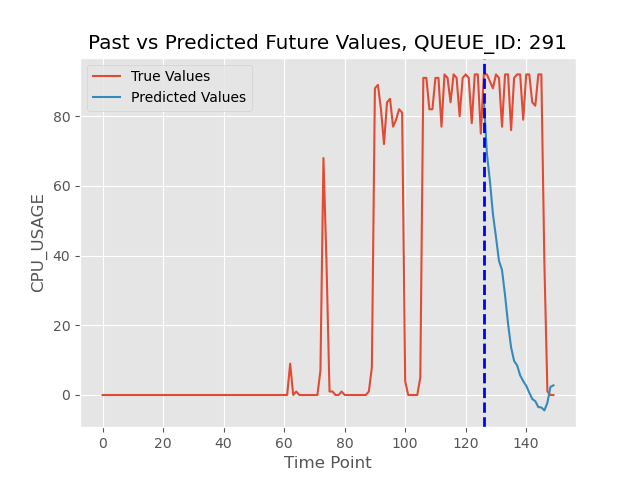 Past vs Predicted Future Values, QUEUE_ID: 291
True Values
Predicted Values
CPU_USAGE
80
60
40
20
0
0
20
40
60
80
100
120
140
Time Point